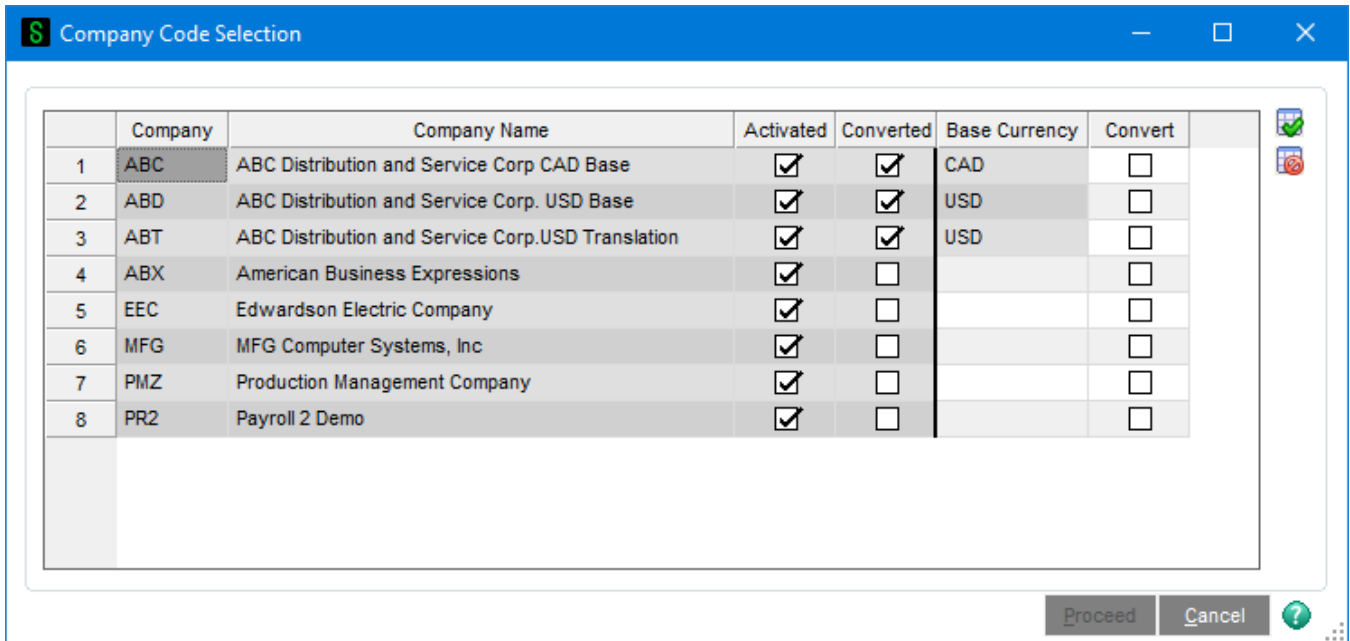 S Company Code Selection
Company Company Name Activated Converted Base Currency Convert
1 ABC ABC Distribution and Service Corp CAD Base CAD
2 ABD ABC Distribution and Service Corp. USD Base USD
3 ABT ABC Distribution and Service Corp.USD Translation USD
4 ABX American Business Expressions
5 EEC Edwardson Electric Company
6 MFG MFG Computer Systems, Inc
7 PMZ Production Management Company
8 PR2 Payroll 2 Demo
Proceed Cancel ?